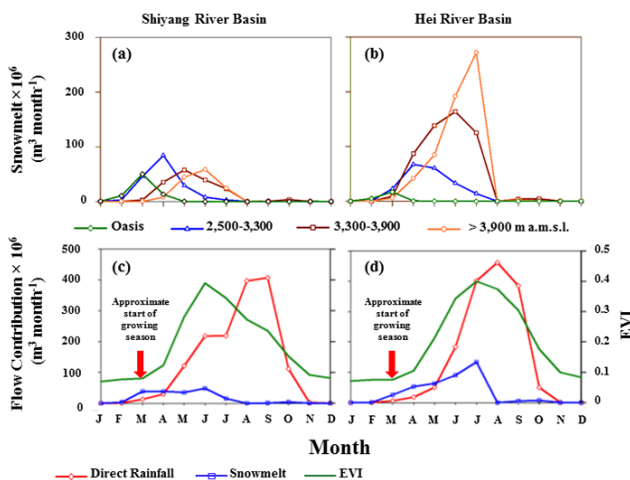 Shiyang River Basin
Hei River Basin
Snowmelt × 10⁶
(m³ month⁻¹)
300
200
100
0
(a)
(b)
J F M A M J J A S O N D
J F M A M J J A S O N D
Oasis 2,500-3,300 3,300-3,900 > 3,900 m a.m.s.l.
Flow Contribution × 10⁶
(m³ month⁻¹)
500
400
300
200
100
0
(c)
Approximate
start of
growing
season
(d)
Approximate
start of
growing
season
0.5
0.4
0.3
0.2
0.1
0
EVI
J F M A M J J A S O N D
J F M A M J J A S O N D
Month
Direct Rainfall Snowmelt EVI